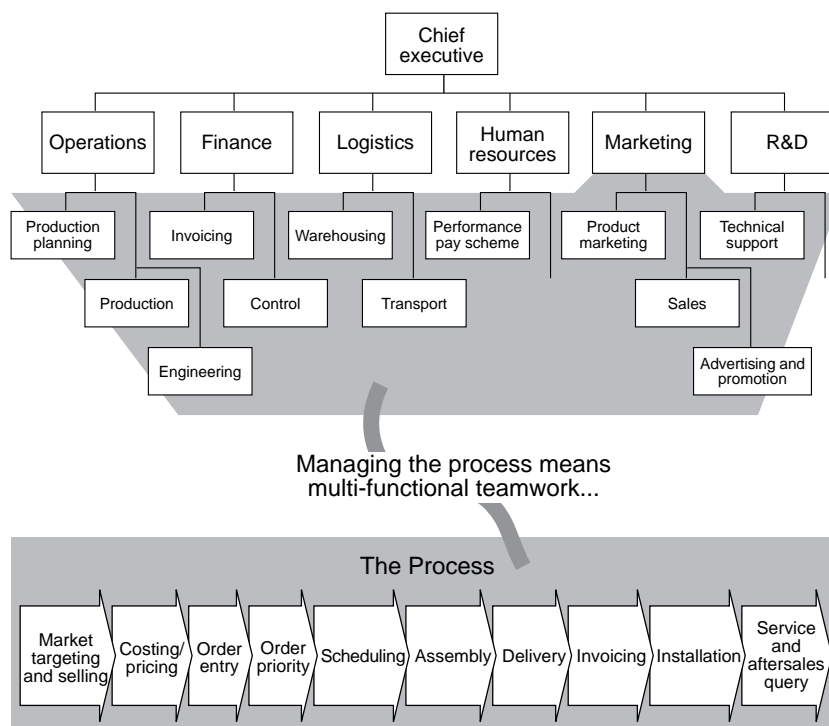 Chief
executive
Operations
Finance
Logistics
Human
resources
Marketing
R&D
Production
planning
Invoicing
Warehousing
Performance
pay scheme
Product
marketing
Technical
support
Production
Control
Transport
Sales
Engineering
Advertising and
promotion
Managing the process means
multi-functional teamwork...
The Process
Market
targeting
and selling
Costing/
pricing
Order
entry
Order
priority
Scheduling
Assembly
Delivery
Invoicing
Installation
Service
and
aftersales
query